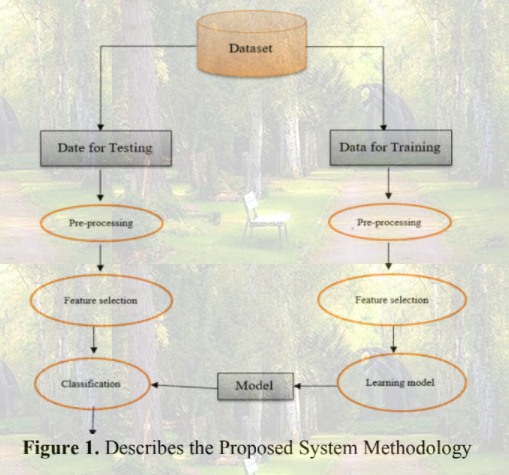 Dataset
Date for Testing
Data for Training
Pre-processing
Pre-processing
Feature selection
Feature selection
Classification
Model
Learning model
Figure 1. Describes the Proposed System Methodology